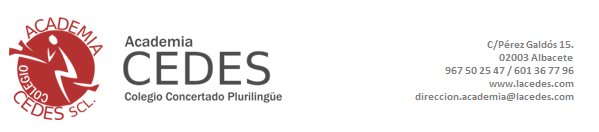 ACADEMIA
COLEGIO
CEDES SCL.
Academia
CEDES
Colegio Concertado Plurilingüe
C/Pérez Galdós 15.
02003 Albacete
967 50 25 47 / 601 36 77 96
www.lacedes.com
direccion.academia@lacedes.com